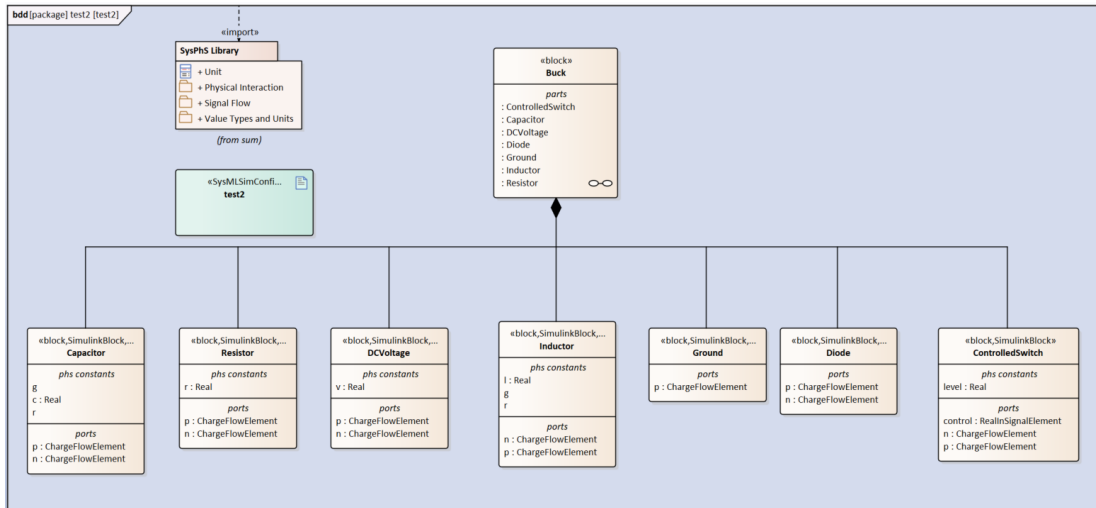 bdd [package] test2 [test2]
«import»
SysPhS Library
+ Unit
+ Physical Interaction
+ Signal Flow
+ Value Types and Units
(from sum)
«SysMLSimConfi...
test2
«block»
Buck
parts
: ControlledSwitch
: Capacitor
: DCVoltage
: Diode
: Ground
: Inductor
: Resistor
«block,SimulinkBlock,...
Capacitor
phs constants
g
c : Real
r
ports
p : ChargeFlowElement
n : ChargeFlowElement
«block,SimulinkBlock,...
Resistor
phs constants
r : Real
ports
p : ChargeFlowElement
n : ChargeFlowElement
«block,SimulinkBlock,...
DCVoltage
phs constants
v : Real
ports
p : ChargeFlowElement
n : ChargeFlowElement
«block,SimulinkBlock,...
Inductor
phs constants
l : Real
g
r
ports
n : ChargeFlowElement
p : ChargeFlowElement
«block,SimulinkBlock,...
Ground
ports
p : ChargeFlowElement
«block,SimulinkBlock,...
Diode
ports
p : ChargeFlowElement
n : ChargeFlowElement
«block,SimulinkBlock»
ControlledSwitch
phs constants
level : Real
ports
control : RealInSignalElement
n : ChargeFlowElement
p : ChargeFlowElement